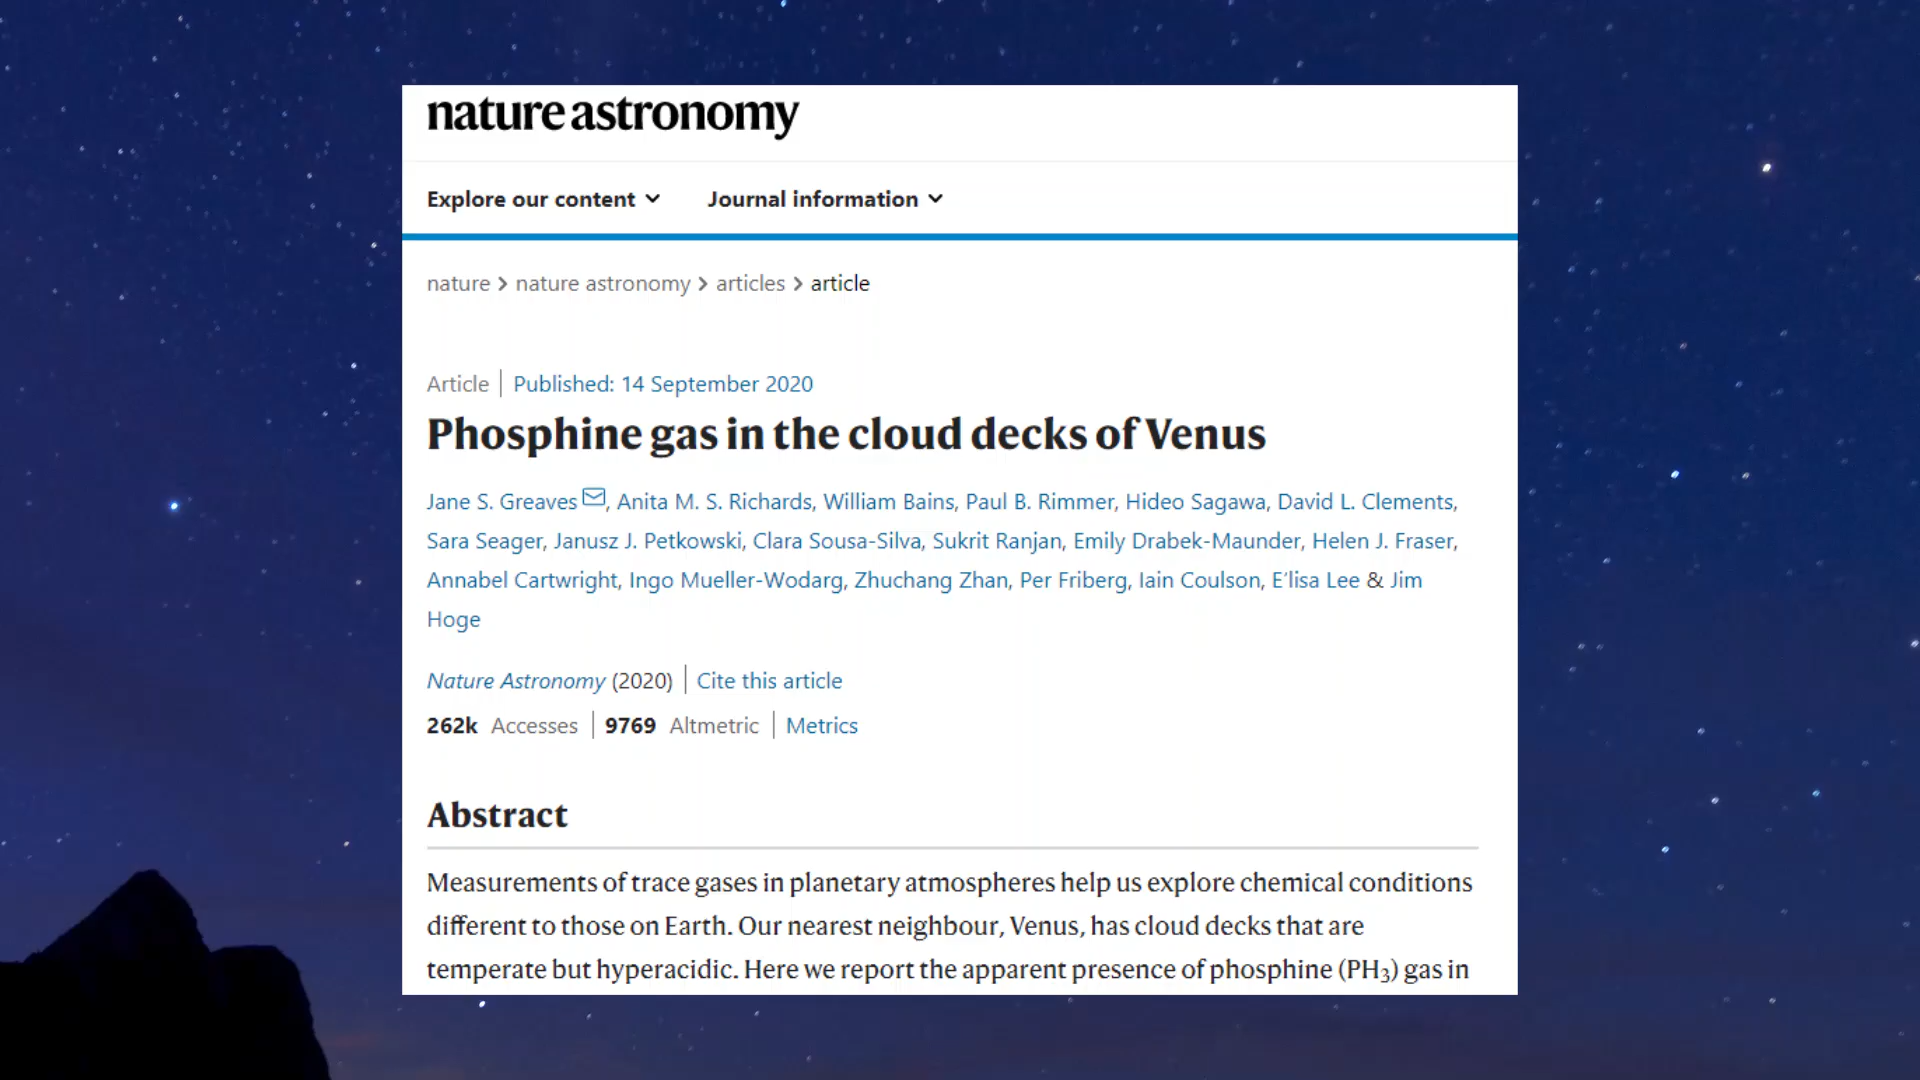 nature astronomy
Explore our content Journal information
nature > nature astronomy > articles > article
Article | Published: 14 September 2020
Phosphine gas in the cloud decks of Venus
Jane S. Greaves, Anita M. S. Richards, William Bains, Paul B. Rimmer, Hideo Sagawa, David L. Clements,
Sara Seager, Janusz J. Petkowski, Clara Sousa-Silva, Sukrit Ranjan, Emily Drabek-Maunder, Helen J. Fraser,
Annabel Cartwright, Ingo Mueller-Wodarg, Zhuchang Zhan, Per Friberg, Iain Coulson, E’lisa Lee & Jim
Hoge
Nature Astronomy (2020) | Cite this article
262k Accesses | 9769 Altmetric | Metrics
Abstract
Measurements of trace gases in planetary atmospheres help us explore chemical conditions
different to those on Earth. Our nearest neighbour, Venus, has cloud decks that are
temperate but hyperacidic. Here we report the apparent presence of phosphine (PH₃) gas in